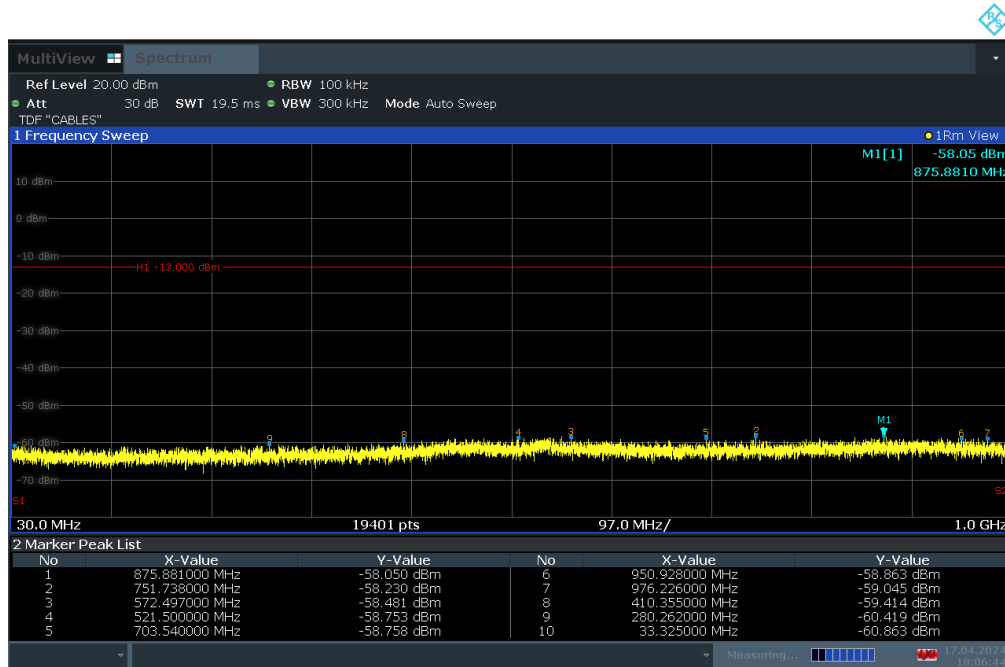 R S
MultiView Spectrum
Ref Level 20.00 dBm RBW 100 kHz
Att 30 dB SWT 19.5 ms VBW 300 kHz Mode Auto Sweep
TDF "CABLES"
1 Frequency Sweep 1Rm View
M1[1] -58.05 dBm
875.8810 MHz
10 dBm
0 dBm
-10 dBm
H1 -13.000 dBm
-20 dBm
-30 dBm
-40 dBm
-50 dBm
M1
9 8 4 3 5 2 6 7
-60 dBm
-70 dBm
S1 S2
30.0 MHz 19401 pts 97.0 MHz/ 1.0 GHz
2 Marker Peak List
No X-Value Y-Value No X-Value Y-Value
1 875.881000 MHz -58.050 dBm 6 950.928000 MHz -58.863 dBm
2 751.738000 MHz -58.230 dBm 7 976.226000 MHz -59.045 dBm
3 572.497000 MHz -58.481 dBm 8 410.355000 MHz -59.414 dBm
4 521.500000 MHz -58.753 dBm 9 280.262000 MHz -60.419 dBm
5 703.540000 MHz -58.758 dBm 10 33.325000 MHz -60.863 dBm
Measuring... 17.04.2024
18:06:44